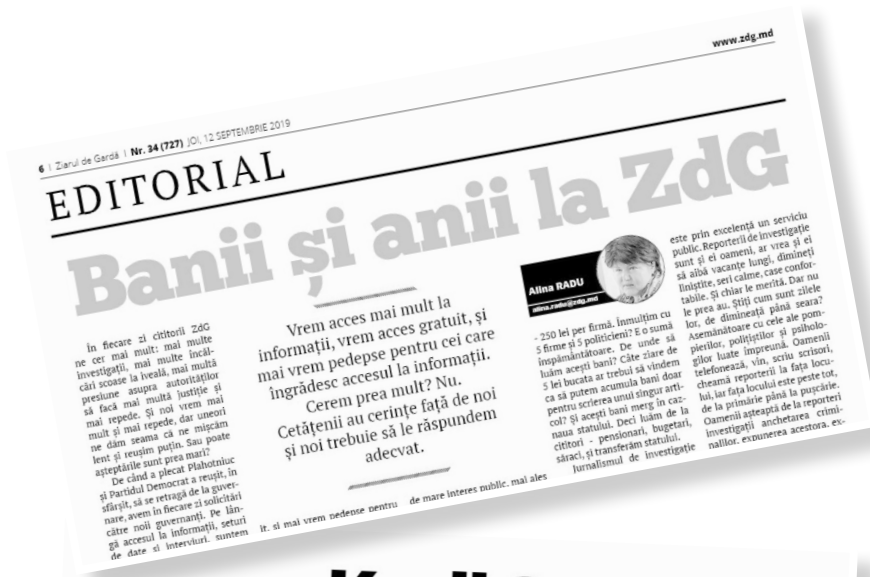 www.zdg.md
6 | Ziarul de Gardă | Nr. 34 (727) JOI, 12 SEPTEMBRIE 2019
EDITORIAL
Banii și anii la ZdG
În fiecare zi cititorii ZdG
ne cer mai mult: mai multe
investigații, mai multe încăl-
cări scoase la iveală, mai multă
presiune asupra autorităților
să facă mai multă justiție și
mai repede. Și noi vrem mai
mult și mai repede, dar uneori
ne dăm seama că ne mișcăm
lent și reușim puțin. Sau poate
așteptările sunt prea mari?
De când a plecat Plahotniuc
și Partidul Democrat a reușit, în
sfârșit, să se retragă de la guver-
nare, avem în fiecare zi solicitări
către noii guvernanți. Pe lân-
gă accesul la informații, seturi
de date și interviuri, suntem
Vrem acces mai mult la
informații, vrem acces gratuit, și
mai vrem pedepse pentru cei care
îngrădesc accesul la informații.
Cerem prea mult? Nu.
Cetățenii au cerințe față de noi
și noi trebuie să le răspundem
adecvat.
it, și mai vrem pedepse pentru
de mare interes public, mai ales
Alina RADU
alina.radu@zdg.md
- 250 lei per firmă. Înmulțim cu
5 firme și 5 politicieni? E o sumă
înspăimântătoare. De unde să
luăm acești bani? Câte ziare de
5 lei bucata ar trebui să vindem
ca să putem acumula bani doar
pentru scrierea unui singur arti-
col? Și acești bani merg în caz-
naua statului. Deci luăm de la
cititori - pensionari, bugetari,
săraci, și transferăm statului.
Jurnalismul de investigație
este prin excelență un serviciu
public. Reporterii de investigație
sunt și ei oameni, ar vrea și ei
să aibă vacanțe lungi, dimineți
liniștite, seri calme, case confor-
tabile. Și chiar le merită. Dar nu
le prea au. Știți cum sunt zilele
lor, de dimineață până seara?
Asemănătoare cu cele ale pom-
pierilor, polițiștilor și psiholo-
gilor luate împreună. Oamenii
telefonează, vin, scriu scrisori,
cheamă reporterii la fața locu-
lui, iar fața locului este peste tot,
de la primărie până la pușcărie.
Oamenii așteaptă de la reporteri
investigații anchetarea crimi-
nalilor, expunerea acestora, ex-